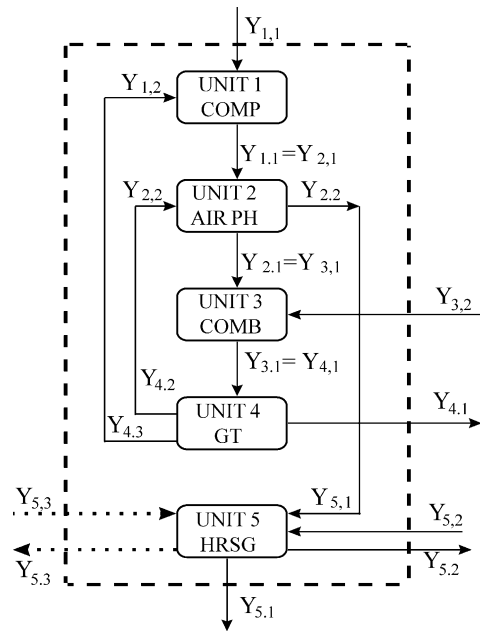 Y1,1
UNIT 1
COMP
Y1,2
Y1.1=Y2,1
UNIT 2
AIR PH
Y2,2
Y2.2
Y2.1=Y3,1
UNIT 3
COMB
Y3,2
Y3.1= Y4,1
Y4.2
UNIT 4
GT
Y4.1
Y4.3
Y5,3
Y5,1
UNIT 5
HRSG
Y5,2
Y5.3
Y5.2
Y5.1